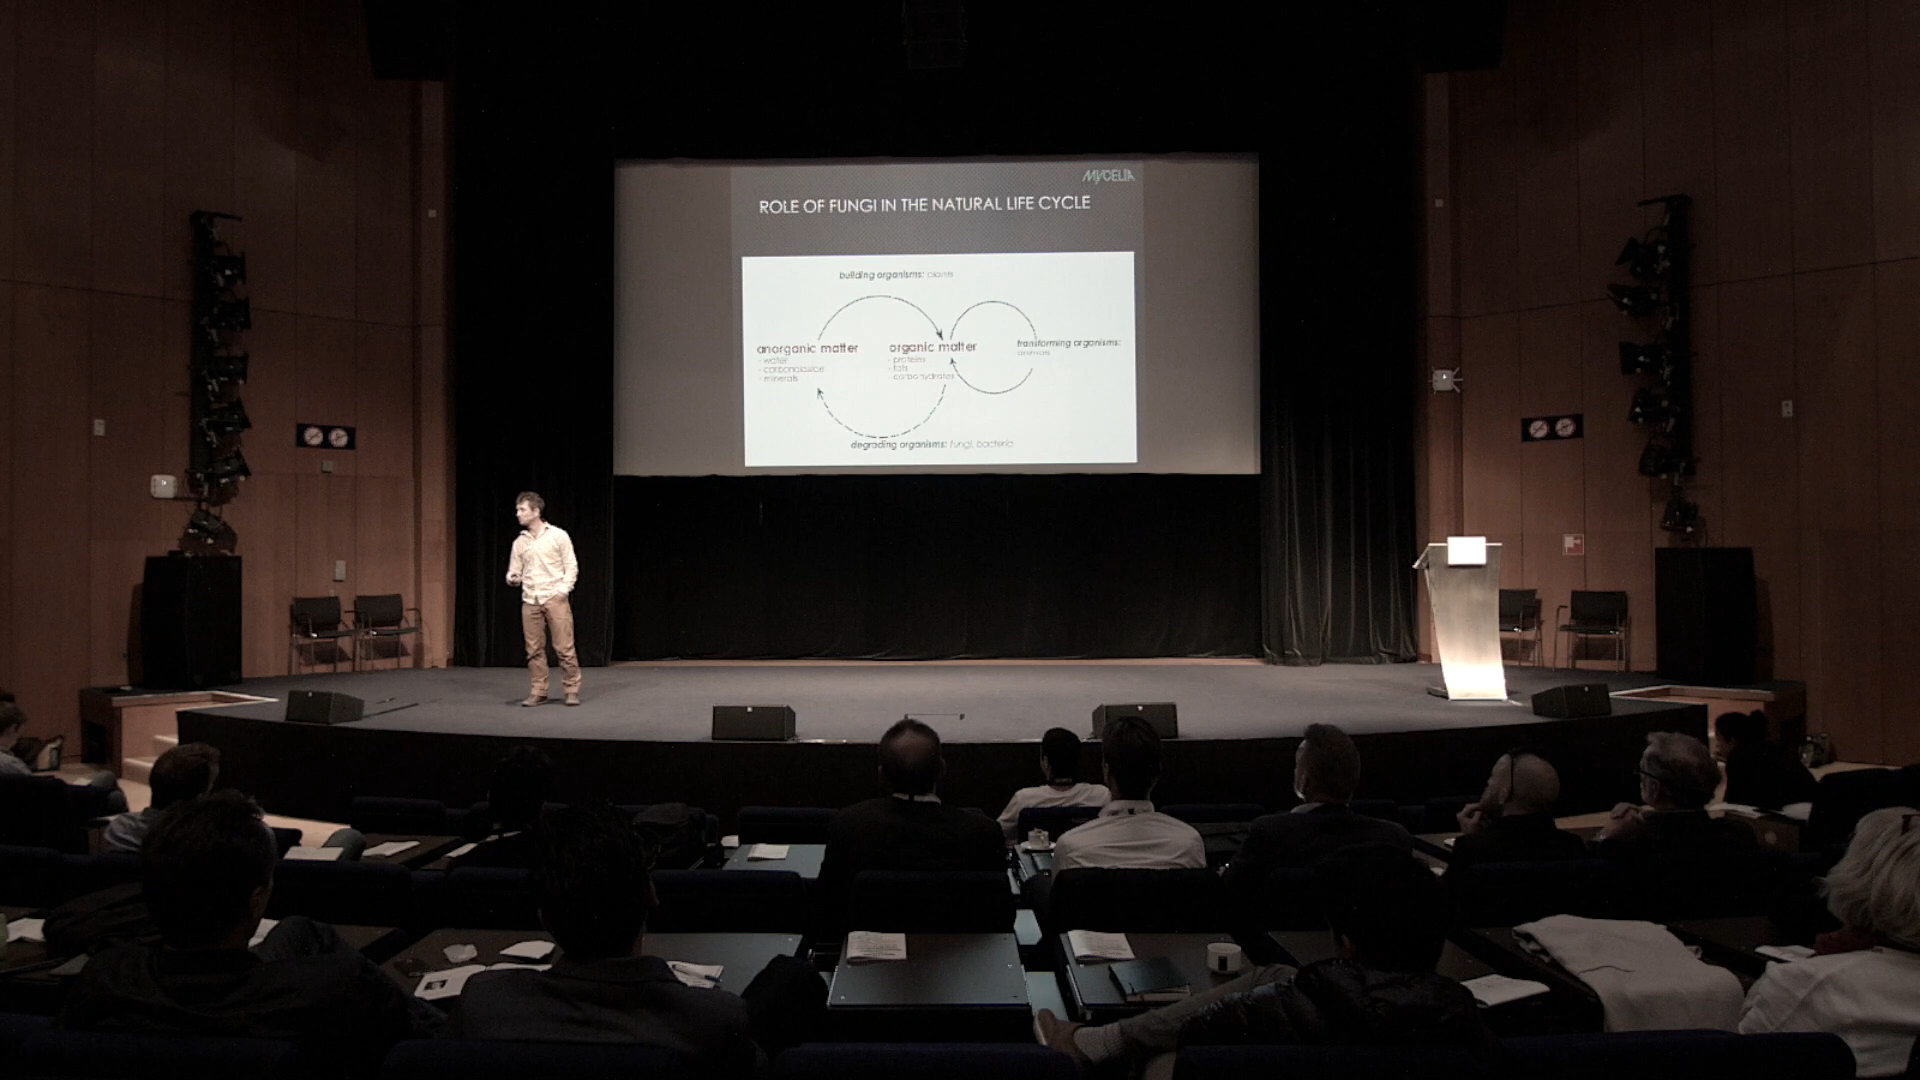 MYCELIA
ROLE OF FUNGI IN THE NATURAL LIFE CYCLE
building organisms: plants
anorganic matter
- water
- carbondioxide
- minerals
organic matter
- proteins
- fats
- carbohydrates
transforming organisms:
degrading organisms: fungi, bacteria